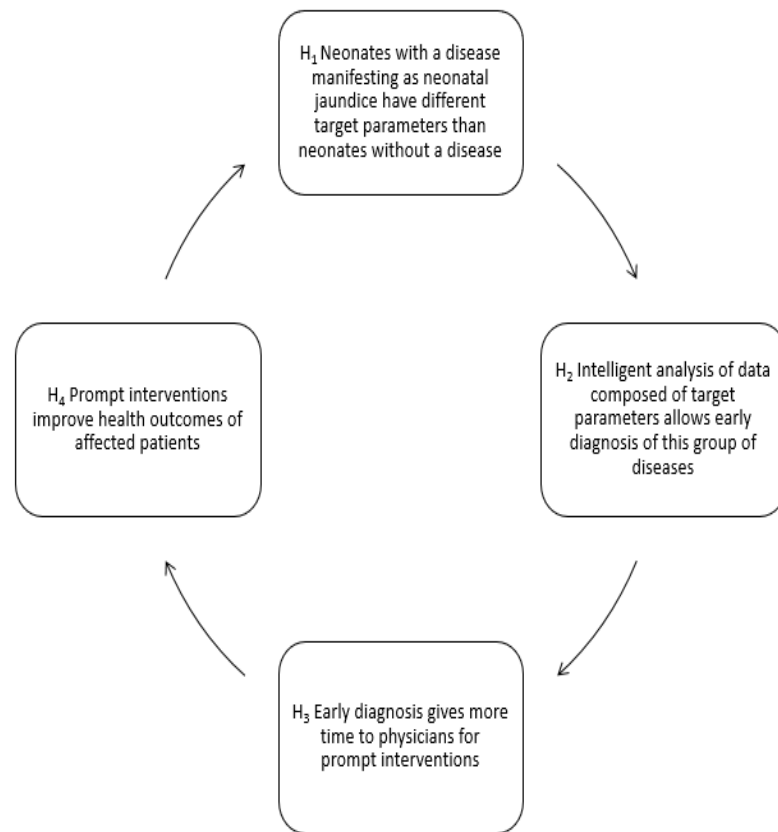 H₁ Neonates with a disease
manifesting as neonatal
jaundice have different
target parameters than
neonates without a disease
H₂ Intelligent analysis of data
composed of target
parameters allows early
diagnosis of this group of
diseases
H₃ Early diagnosis gives more
time to physicians for
prompt interventions
H₄ Prompt interventions
improve health outcomes of
affected patients